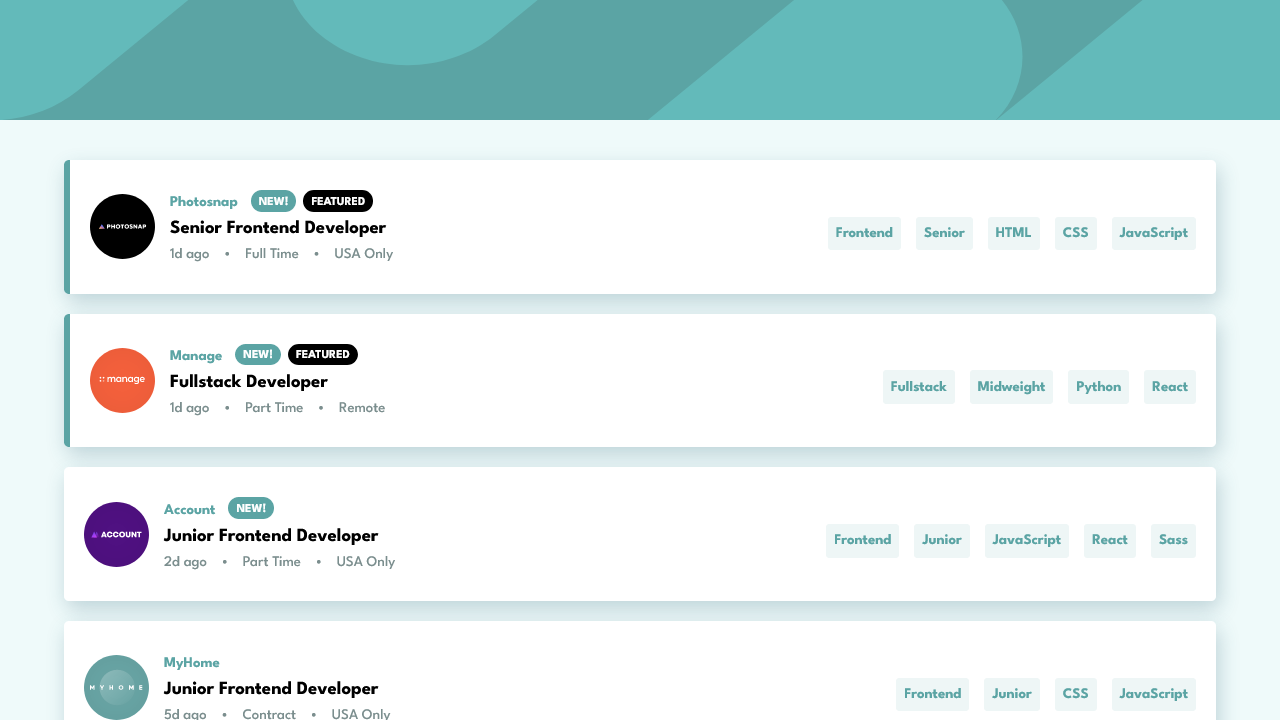 Photosnap NEW! FEATURED
PHOTOSNAP
Senior Frontend Developer
1d ago • Full Time • USA Only
Frontend Senior HTML CSS JavaScript
Manage NEW! FEATURED
manage
Fullstack Developer
1d ago • Part Time • Remote
Fullstack Midweight Python React
Account NEW!
ACCOUNT
Junior Frontend Developer
2d ago • Part Time • USA Only
Frontend Junior JavaScript React Sass
MyHome
MYHOME
Junior Frontend Developer
5d ago • Contract • USA Only
Frontend Junior CSS JavaScript